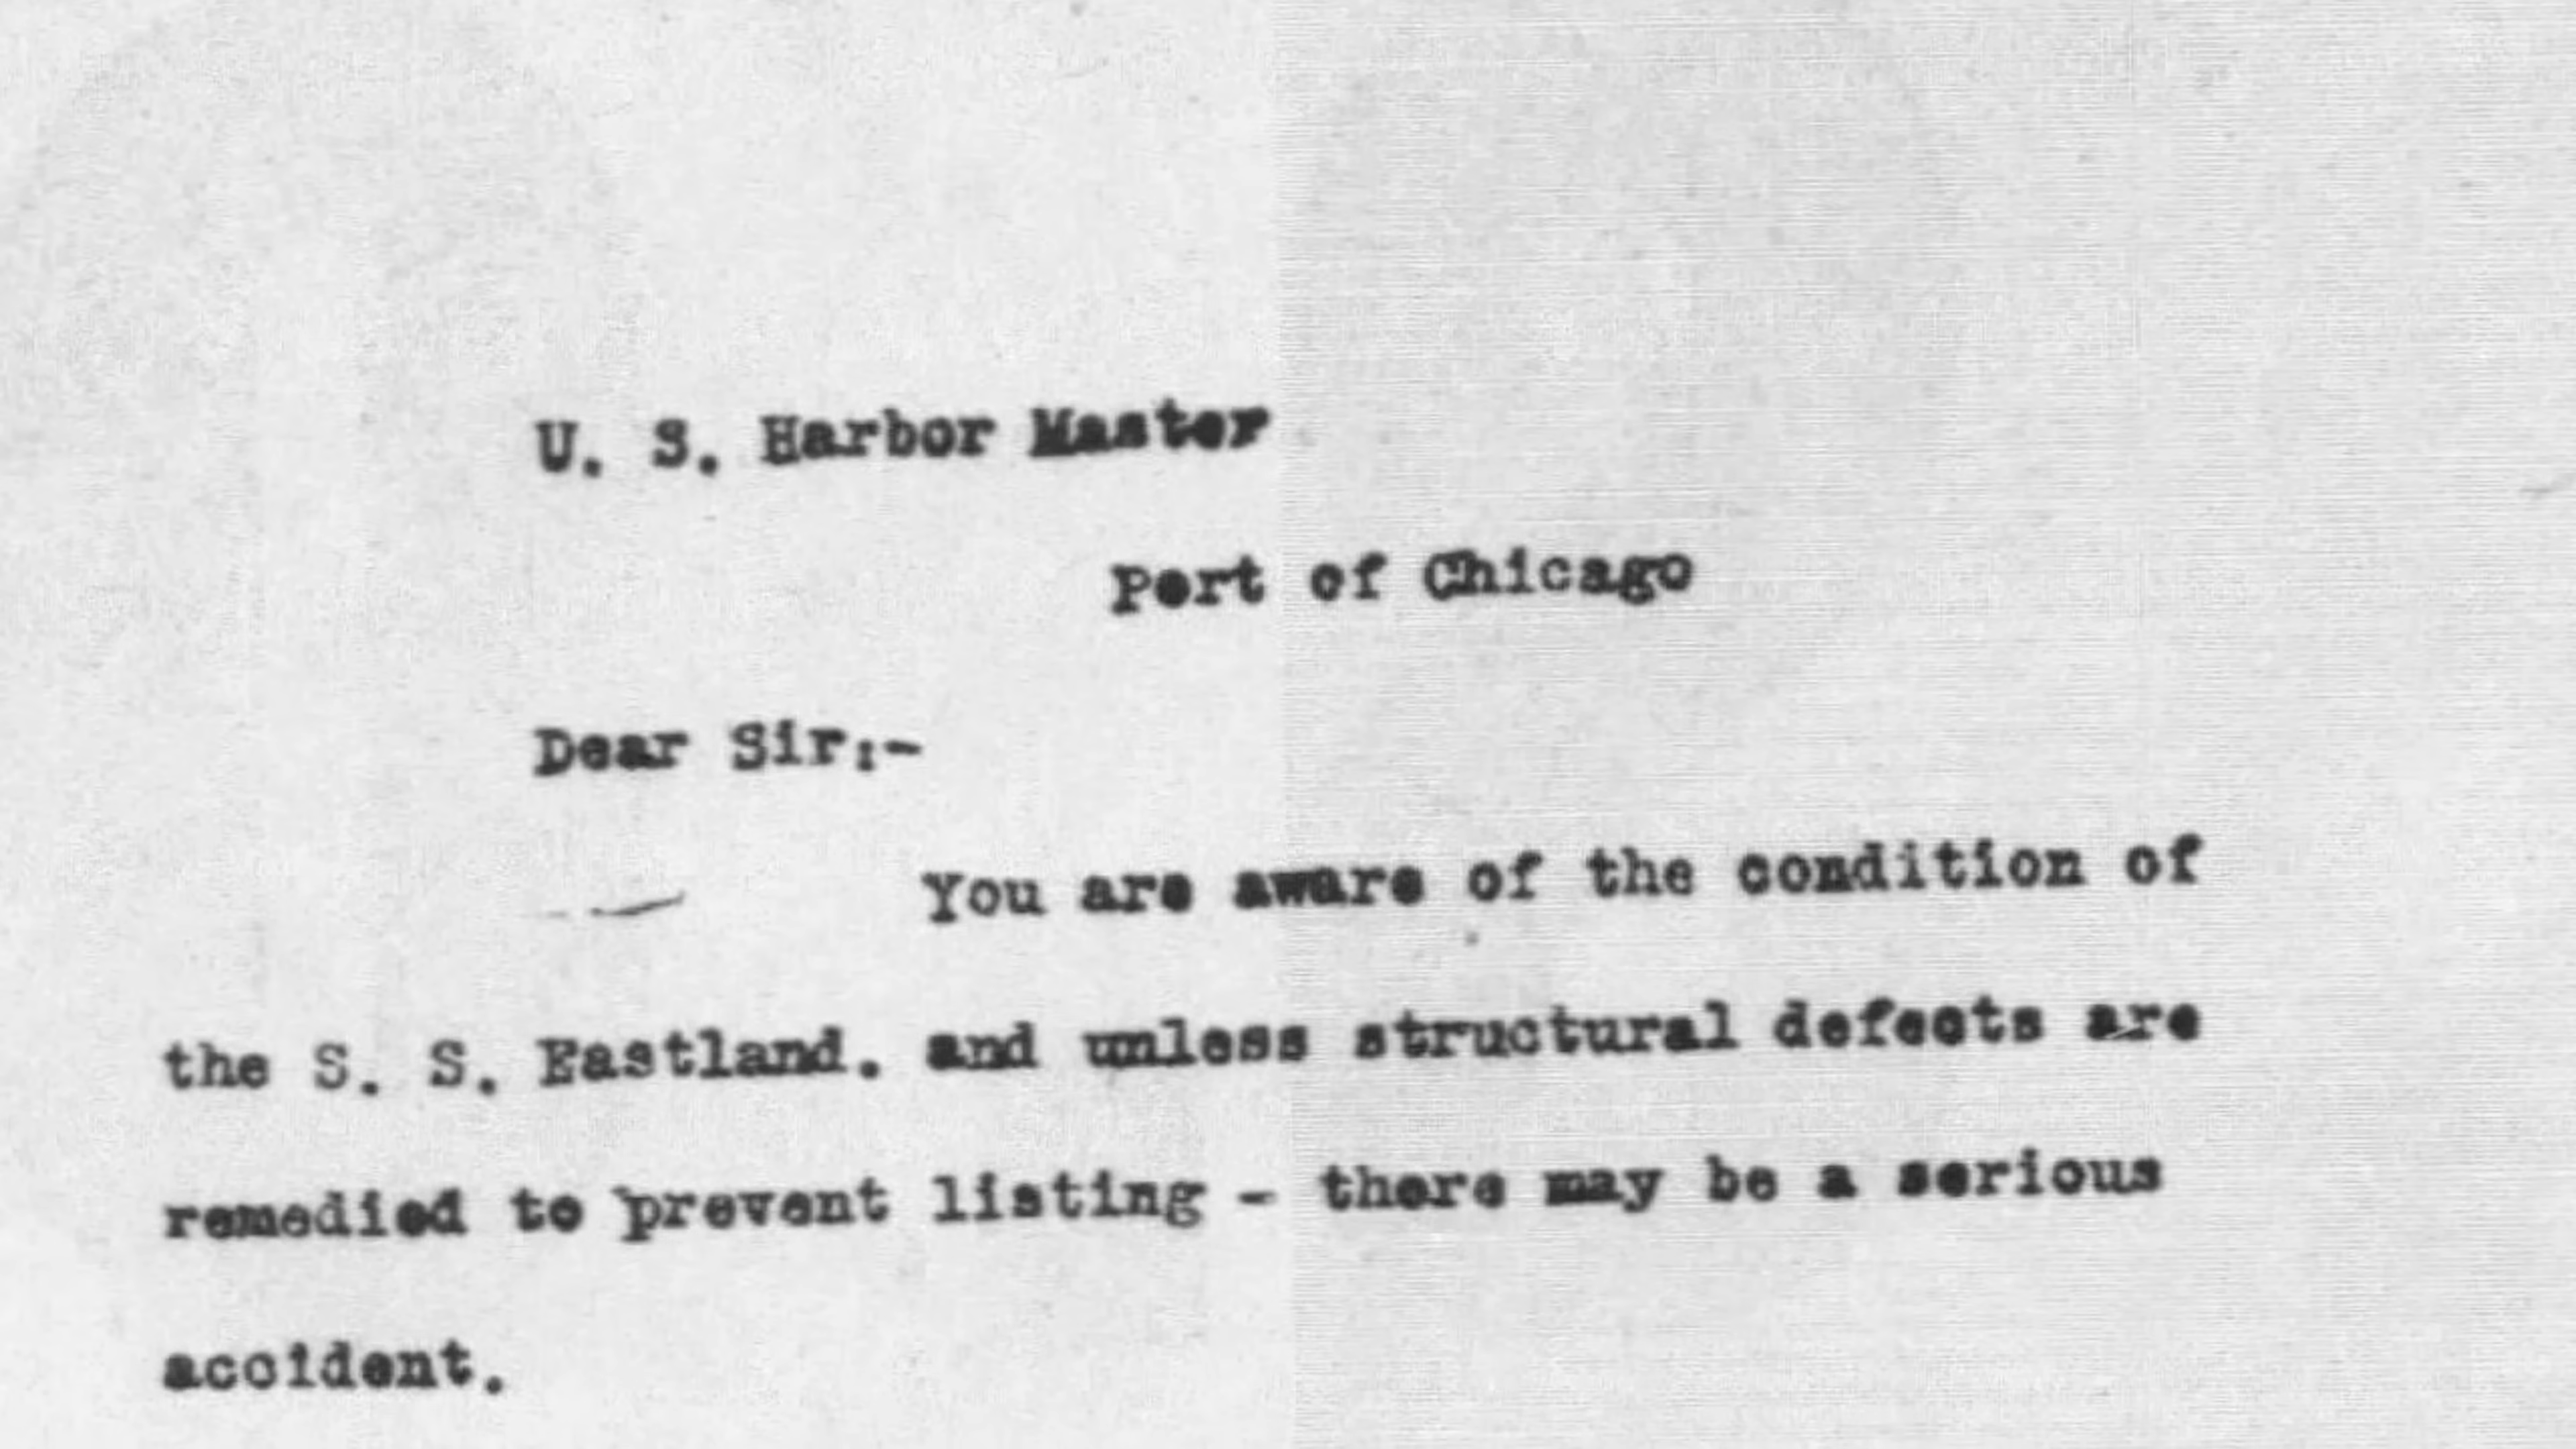 U. S. Harbor Master
Port of Chicago
Dear Sir:-
You are aware of the condition of
the S. S. Eastland. and unless structural defects are
remedied to prevent listing - there may be a serious
accident.